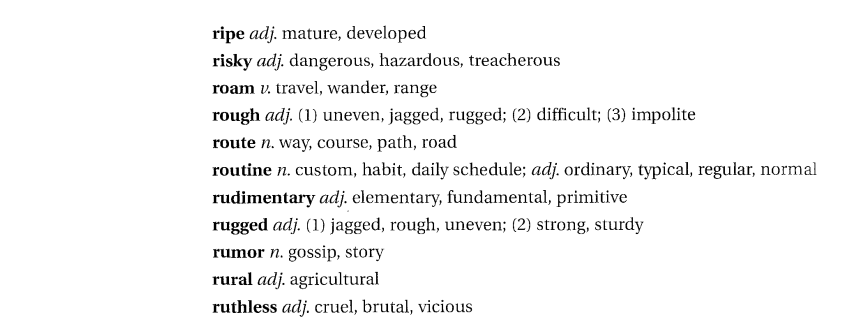 ripe adj. mature, developed
risky adj. dangerous, hazardous, treacherous
roam v. travel, wander, range
rough adj. (1) uneven, jagged, rugged; (2) difficult; (3) impolite
route n. way, course, path, road
routine n. custom, habit, daily schedule; adj. ordinary, typical, regular, normal
rudimentary adj. elementary, fundamental, primitive
rugged adj. (1) jagged, rough, uneven; (2) strong, sturdy
rumor n. gossip, story
rural adj. agricultural
ruthless adj. cruel, brutal, vicious